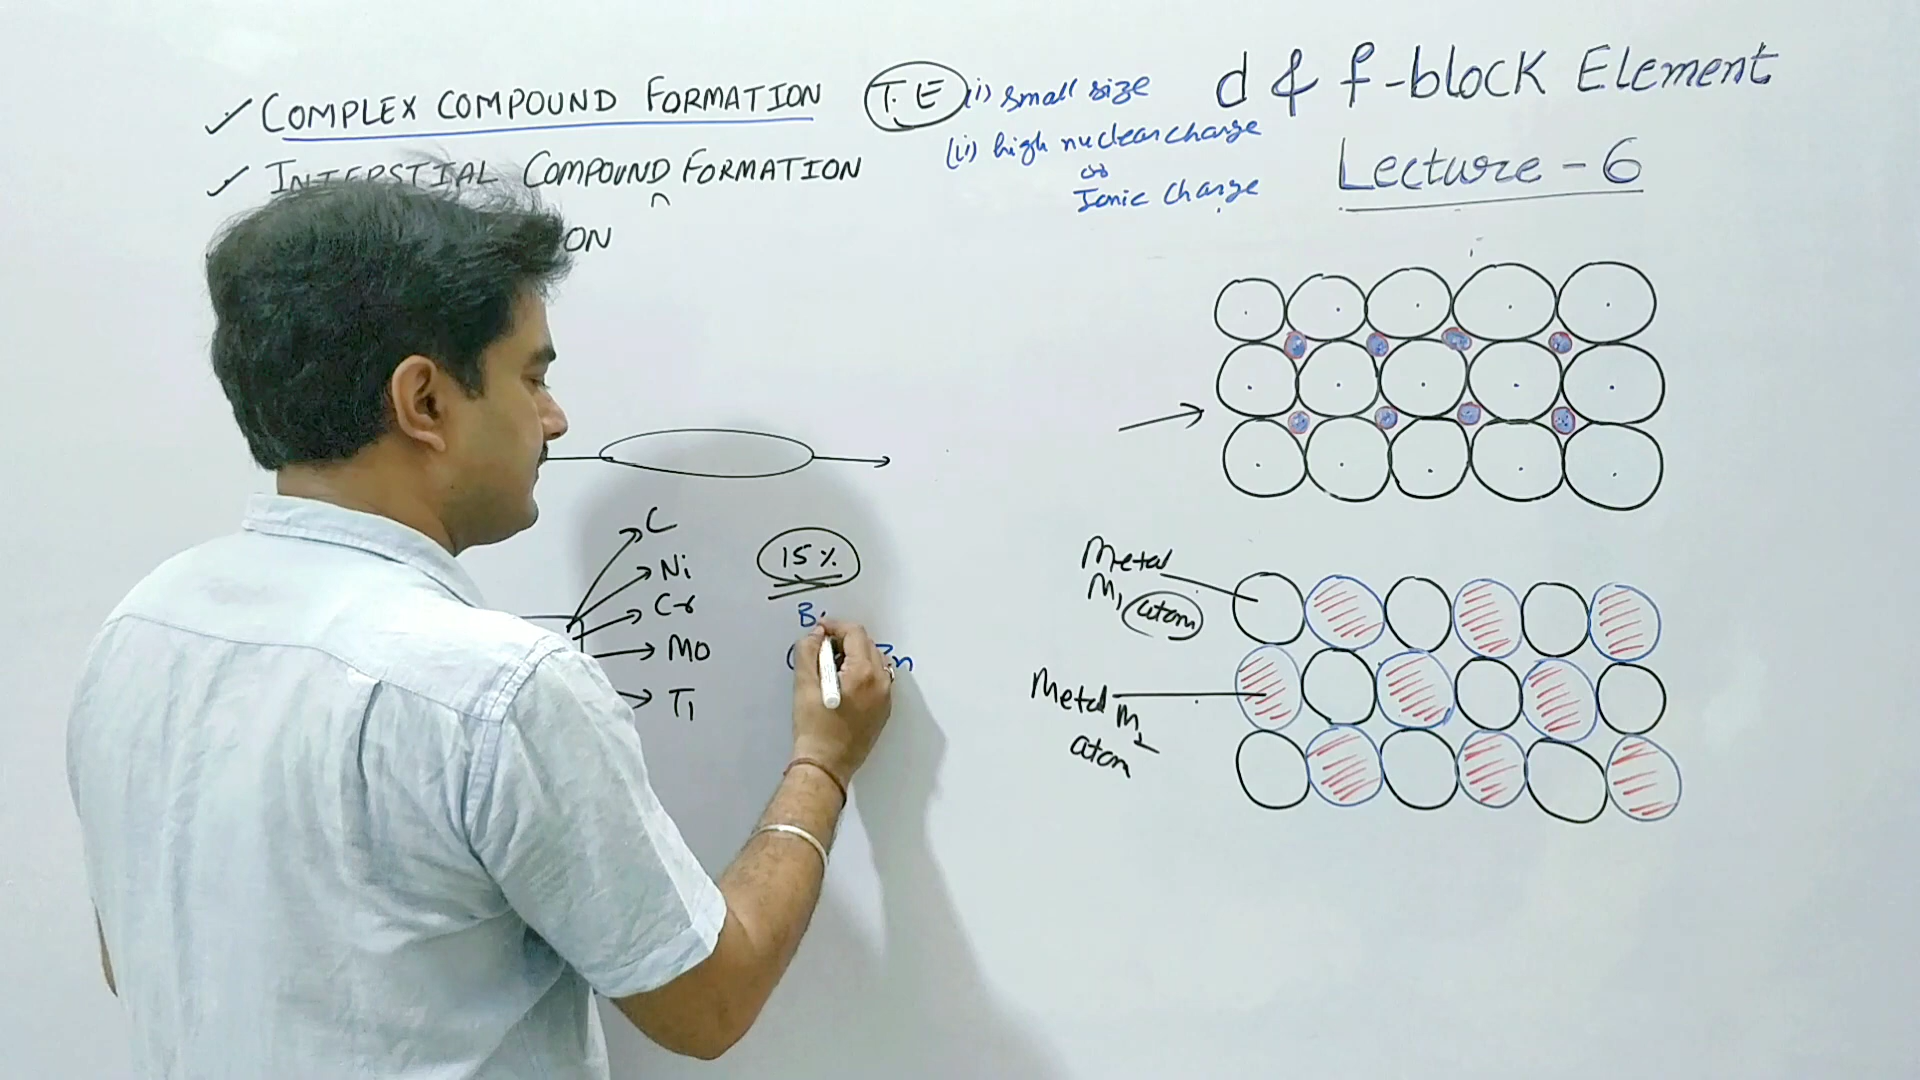 ✓ COMPLEX COMPOUND FORMATION
✓ INTERSTIAL COMPOUND FORMATION
ON
T.E
(i) small size
(ii) high nuclear charge
or
Ionic charge
d & f-block Element
Lecture - 6
C
Ni
Cr
Mo
Ti
15%
Metal
M1 atom
Metal M2
atom